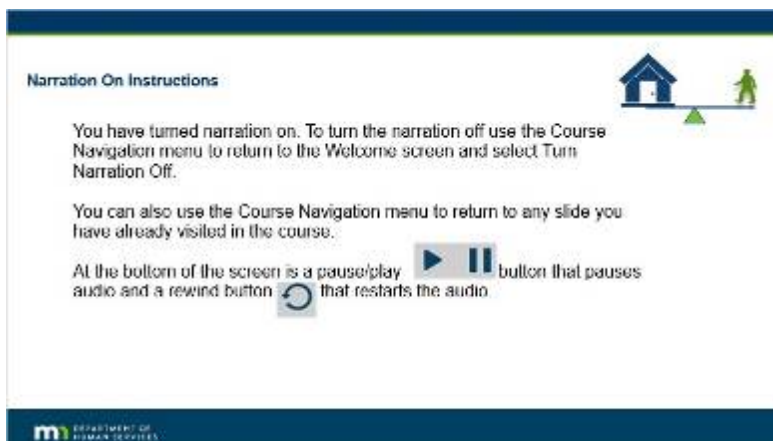 Narration On Instructions
You have turned narration on. To turn the narration off use the Course
Navigation menu to return to the Welcome screen and select Turn
Narration Off.
You can also use the Course Navigation menu to return to any slide you
have already visited in the course.
At the bottom of the screen is a pause/play button that pauses
audio and a rewind button that restarts the audio.
mn DEPARTMENT OF
HUMAN SERVICES